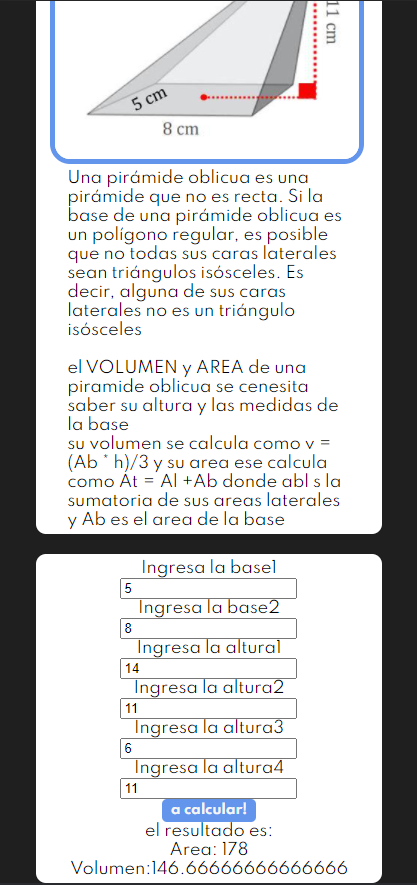 11 cm
5 cm
8 cm
Una pirámide oblicua es una
pirámide que no es recta. Si la
base de una pirámide oblicua es
un polígono regular, es posible
que no todas sus caras laterales
sean triángulos isósceles. Es
decir, alguna de sus caras
laterales no es un triángulo
isósceles
el VOLUMEN y AREA de una
piramide oblicua se cenesita
saber su altura y las medidas de
la base
su volumen se calcula como v =
(Ab * h)/3 y su area ese calcula
como At = Al +Ab donde abl s la
sumatoria de sus areas laterales
y Ab es el area de la base
Ingresa la base1
5
Ingresa la base2
8
Ingresa la altura1
14
Ingresa la altura2
11
Ingresa la altura3
6
Ingresa la altura4
11
a calcular!
el resultado es:
Area: 178
Volumen:146.66666666666666